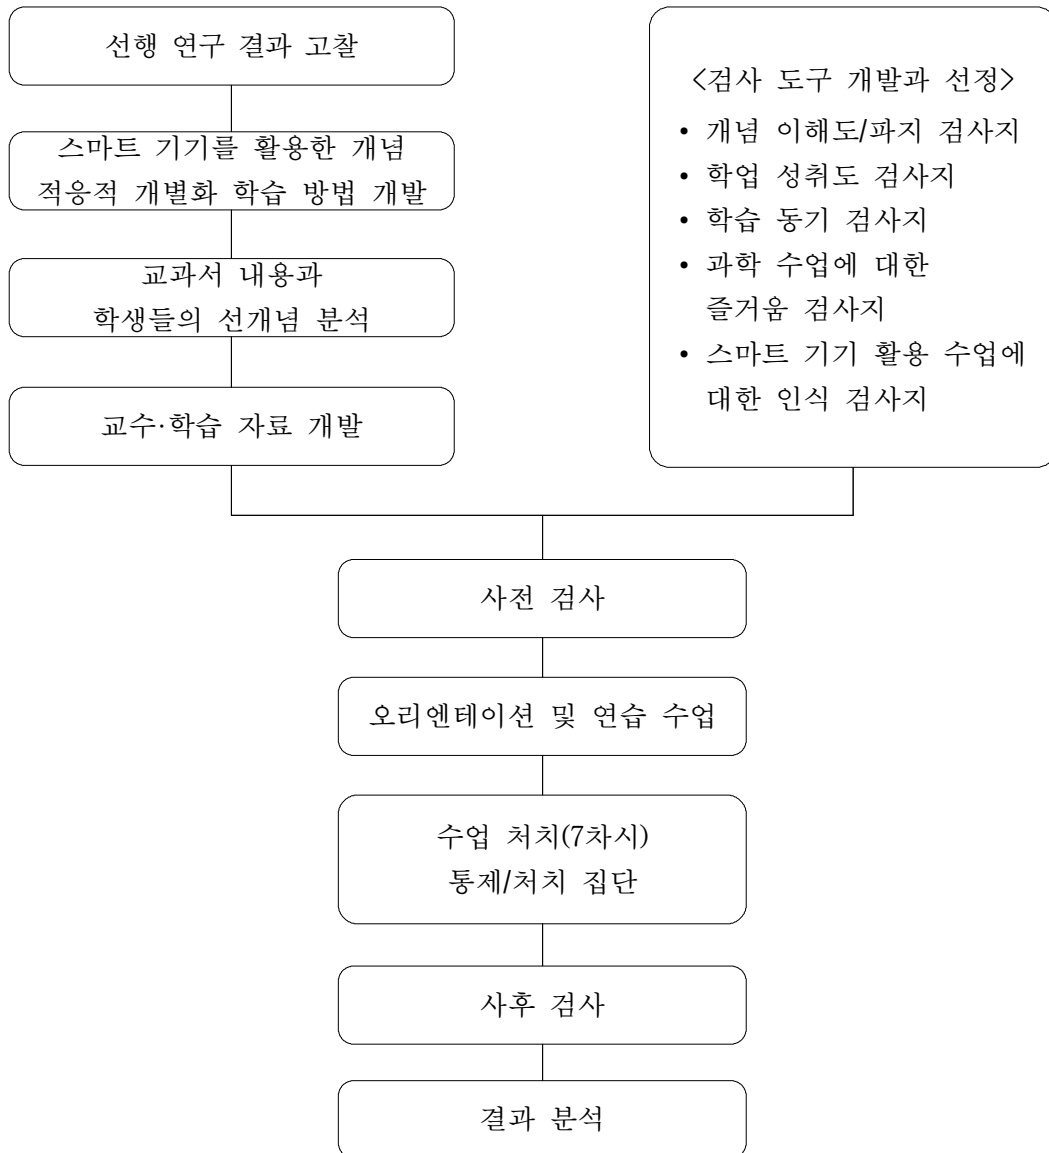 선행 연구 결과 고찰
스마트 기기를 활용한 개념
적응적 개별화 학습 방법 개발
교과서 내용과
학생들의 선개념 분석
교수·학습 자료 개발
<검사 도구 개발과 선정>
• 개념 이해도/파지 검사지
• 학업 성취도 검사지
• 학습 동기 검사지
• 과학 수업에 대한
즐거움 검사지
• 스마트 기기 활용 수업에
대한 인식 검사지
사전 검사
오리엔테이션 및 연습 수업
수업 처치(7차시)
통제/처치 집단
사후 검사
결과 분석